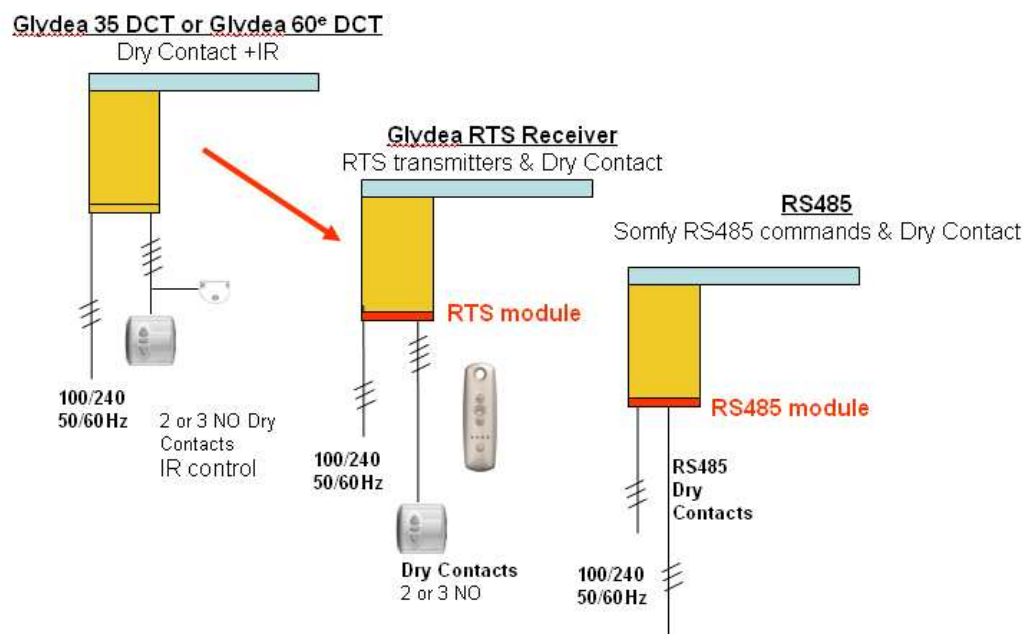 Glydea 35 DCT or Glydea 60e DCT
Dry Contact +IR
100/240
50/60Hz
2 or 3 NO Dry
Contacts
IR control
Glydea RTS Receiver
RTS transmitters & Dry Contact
RTS module
100/240
50/60Hz
Dry Contacts
2 or 3 NO
RS485
Somfy RS485 commands & Dry Contact
RS485 module
RS485
Dry
Contacts
100/240
50/60Hz